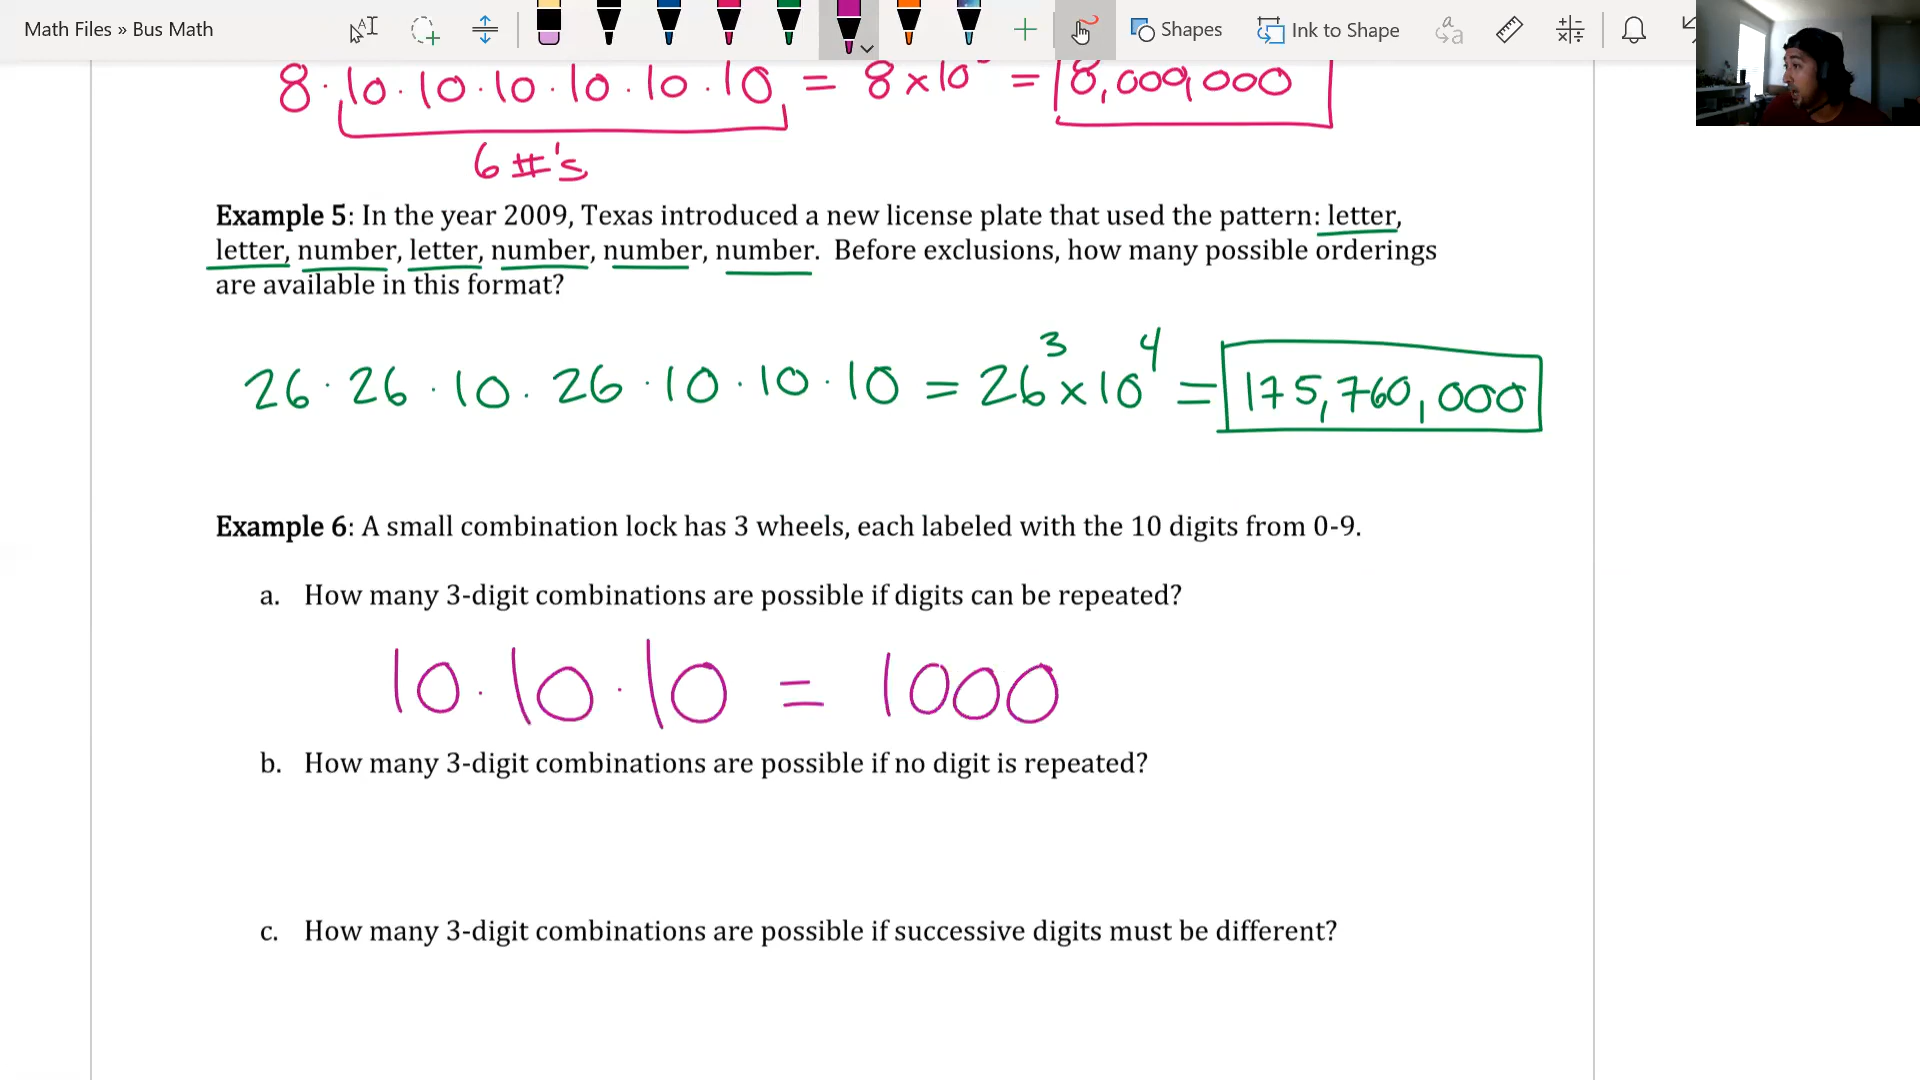 Math Files » Bus Math
Shapes
Ink to Shape
8 · 10 · 10 · 10 · 10 · 10 · 10 = 8 x 10 = 8,000,000
6 #'s
Example 5: In the year 2009, Texas introduced a new license plate that used the pattern: letter,
letter, number, letter, number, number, number. Before exclusions, how many possible orderings
are available in this format?
26 · 26 · 10 · 26 · 10 · 10 · 10 = 26³ x 10⁴ = 175,760,000
Example 6: A small combination lock has 3 wheels, each labeled with the 10 digits from 0-9.
a. How many 3-digit combinations are possible if digits can be repeated?
10 · 10 · 10 = 1000
b. How many 3-digit combinations are possible if no digit is repeated?
c. How many 3-digit combinations are possible if successive digits must be different?